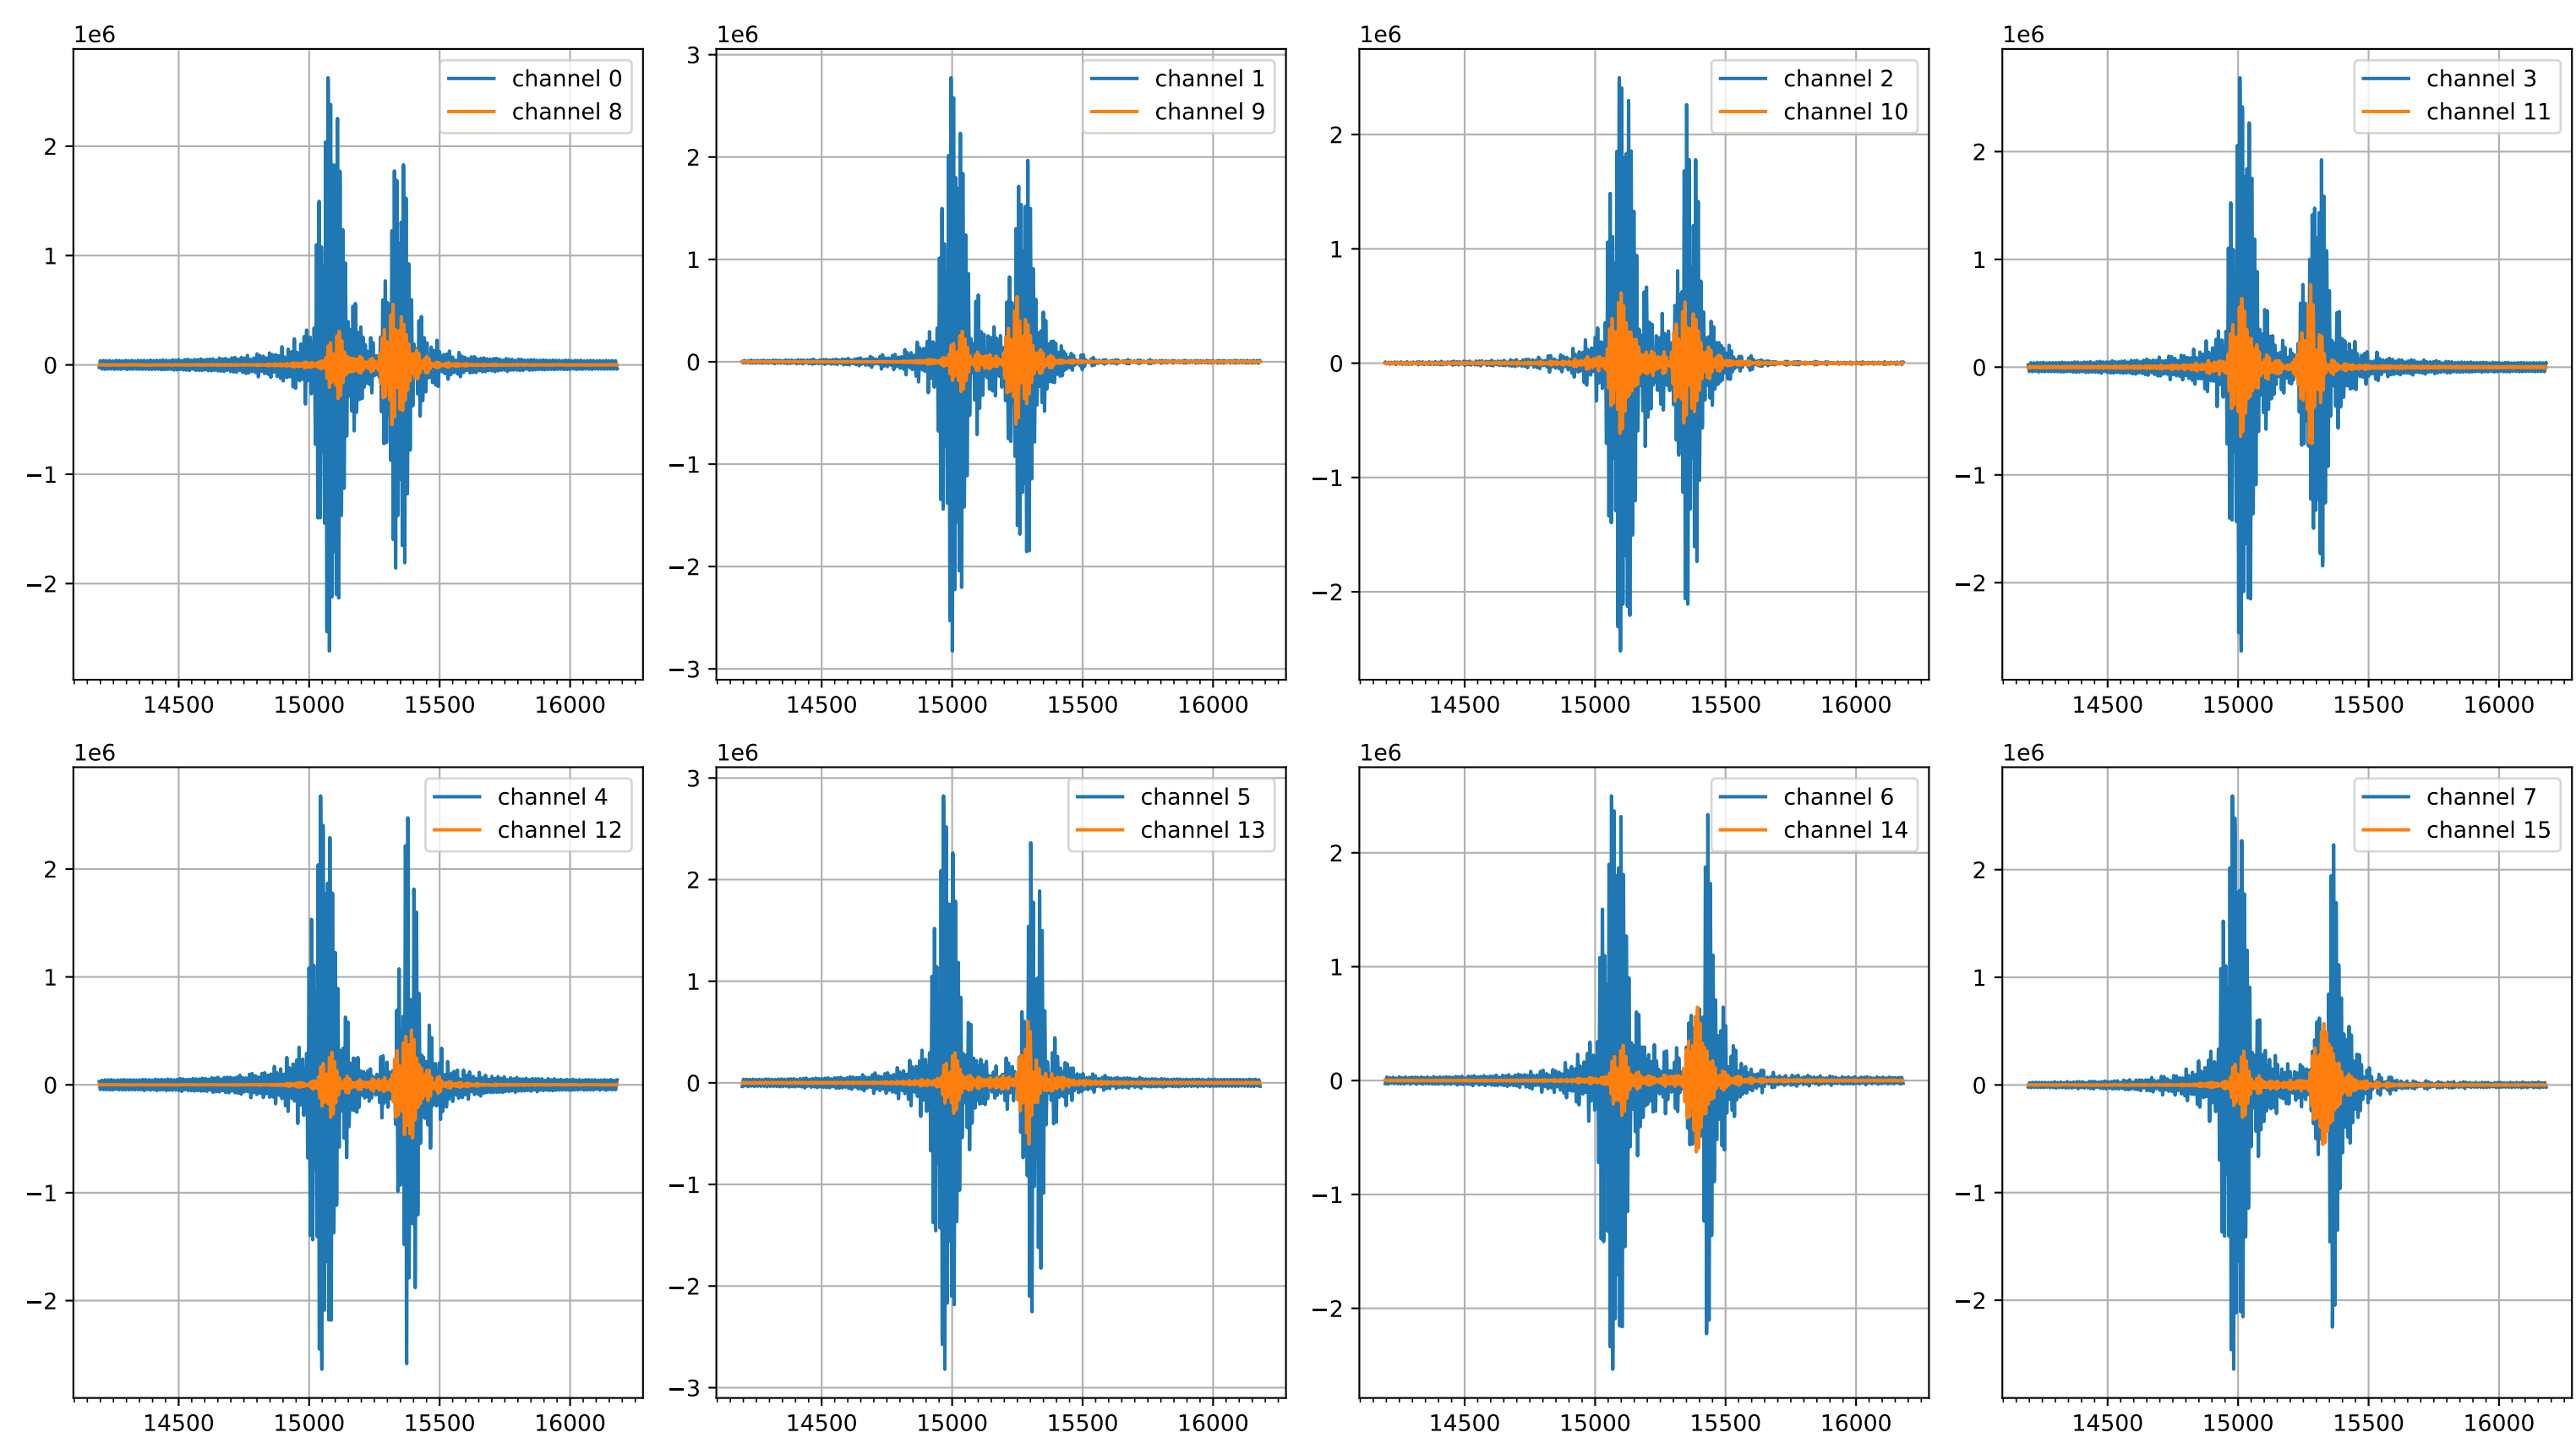 1e6
channel 0
channel 8
2
1
0
−1
−2
14500 15000 15500 16000
1e6
channel 1
channel 9
3
2
1
0
−1
−2
−3
14500 15000 15500 16000
1e6
channel 2
channel 10
2
1
0
−1
−2
14500 15000 15500 16000
1e6
channel 3
channel 11
2
1
0
−1
−2
14500 15000 15500 16000
1e6
channel 4
channel 12
2
1
0
−1
−2
14500 15000 15500 16000
1e6
channel 5
channel 13
3
2
1
0
−1
−2
−3
14500 15000 15500 16000
1e6
channel 6
channel 14
2
1
0
−1
−2
14500 15000 15500 16000
1e6
channel 7
channel 15
2
1
0
−1
−2
14500 15000 15500 16000